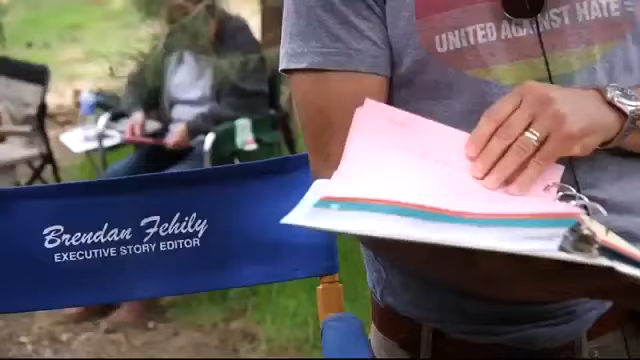 UNITED AGAINST HATE
Brendan Fehily
EXECUTIVE STORY EDITOR